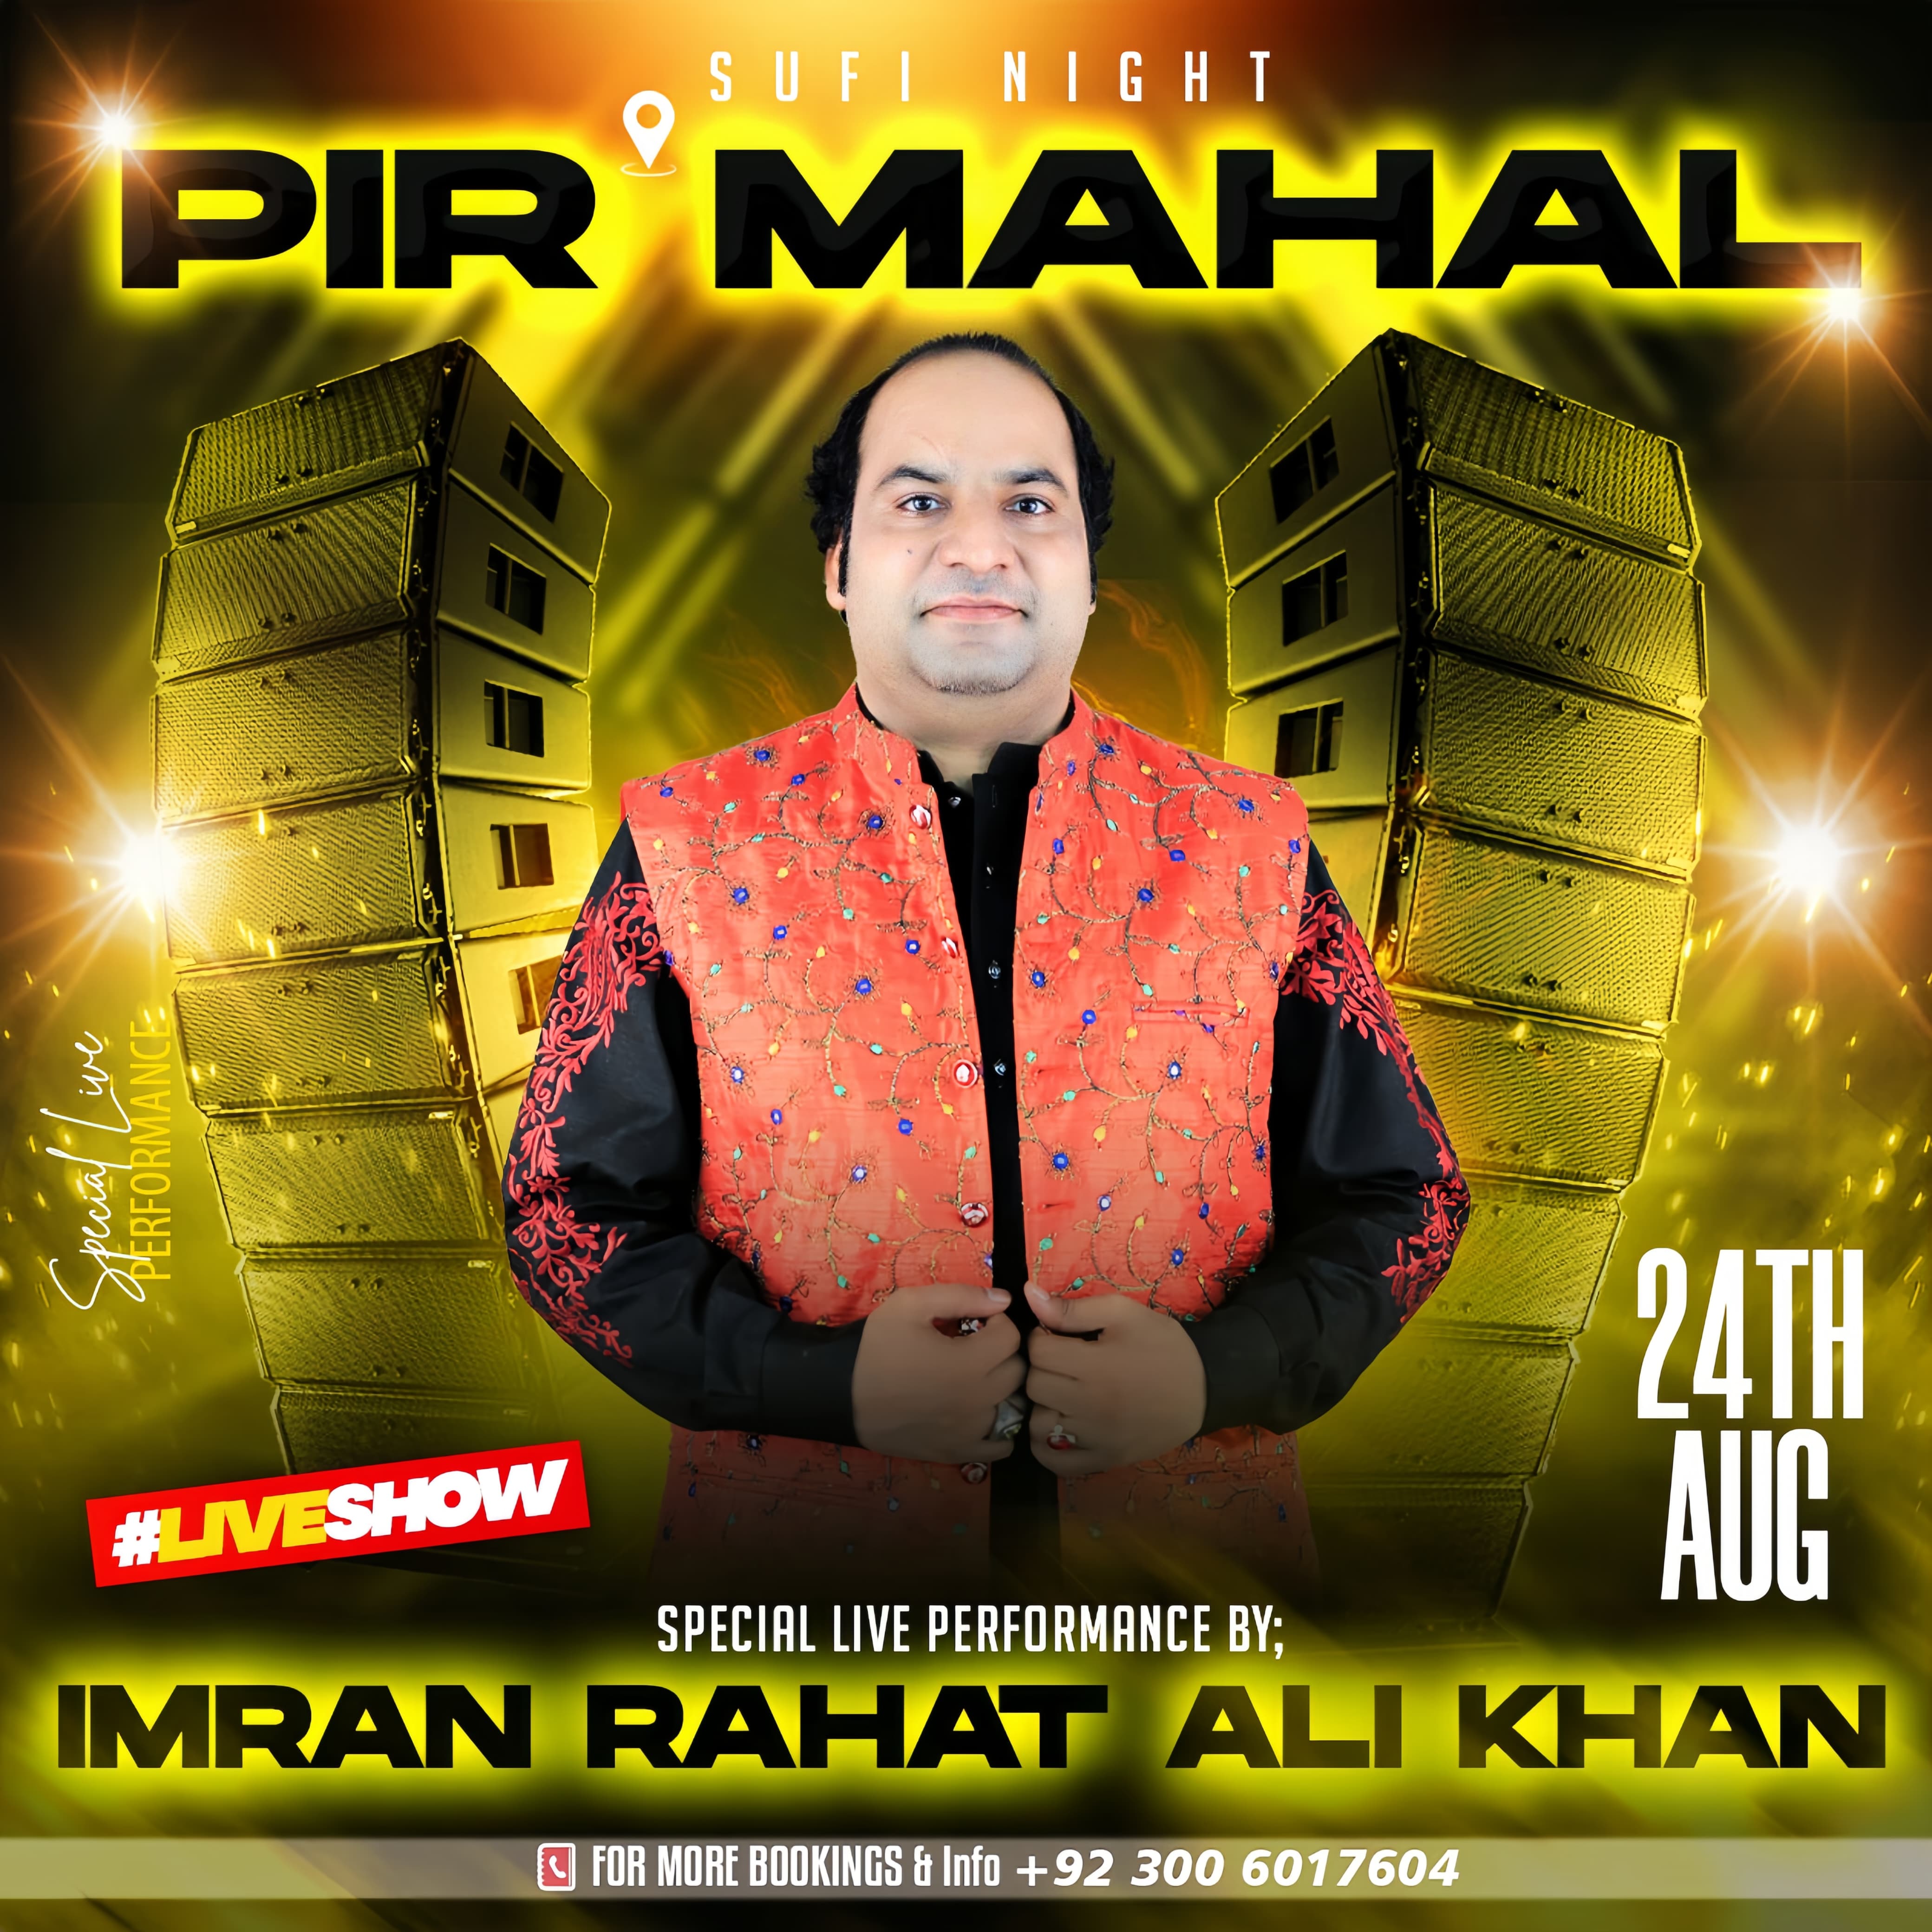 SUFI NIGHT
PIR MAHAL
Special Live
PERFORMANCE
24TH
AUG
#LIVESHOW
SPECIAL LIVE PERFORMANCE BY;
IMRAN RAHAT ALI KHAN
FOR MORE BOOKINGS & Info +92 300 6017604